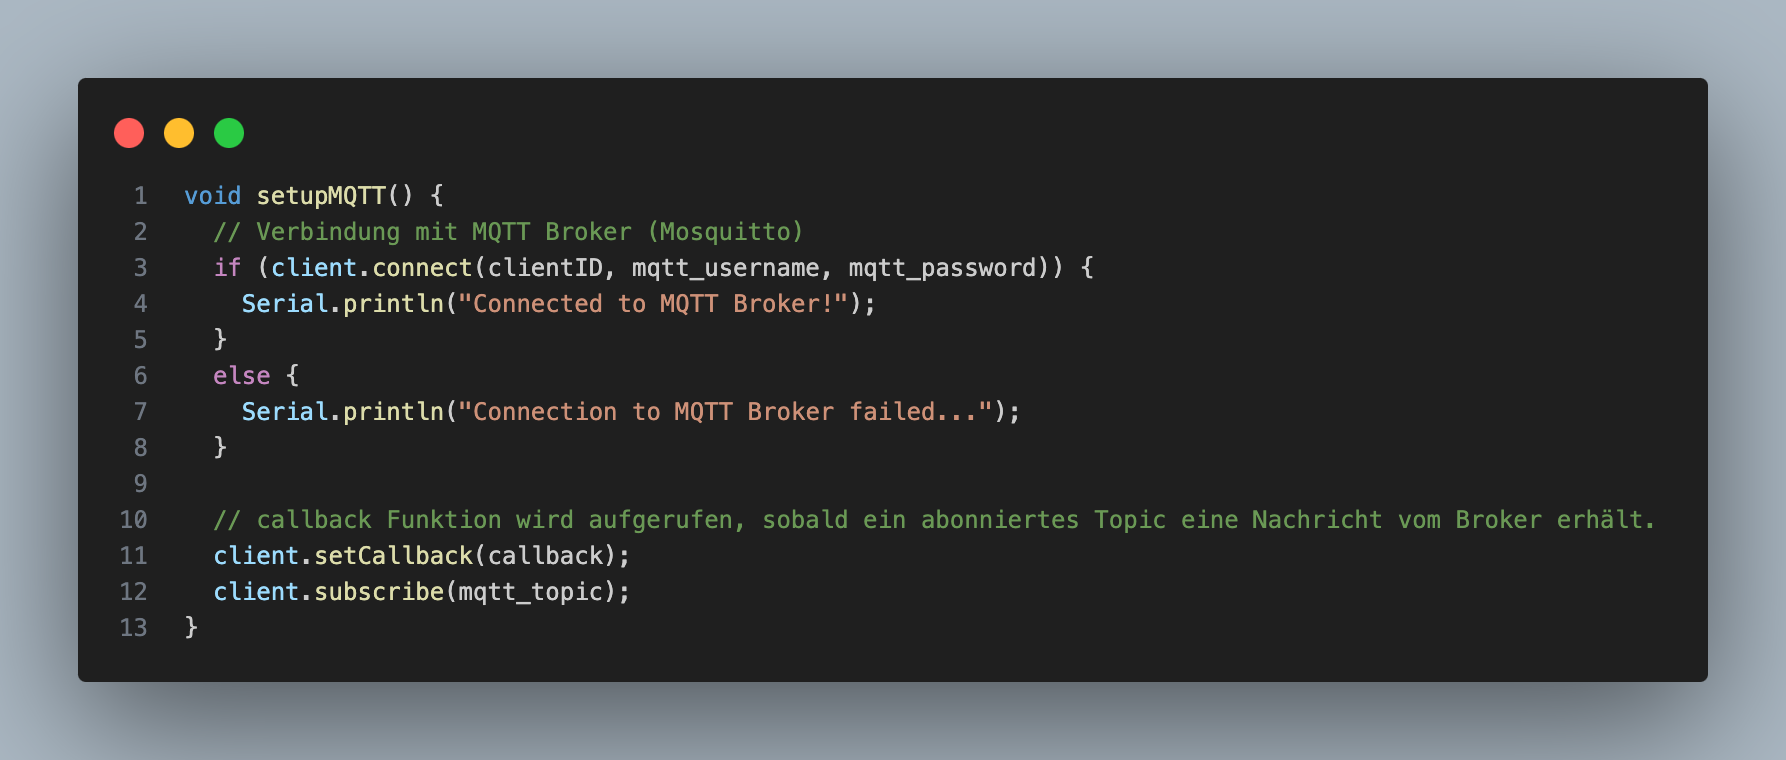 1 void setupMQTT() {
2   // Verbindung mit MQTT Broker (Mosquitto)
3   if (client.connect(clientID, mqtt_username, mqtt_password)) {
4     Serial.println("Connected to MQTT Broker!");
5   }
6   else {
7     Serial.println("Connection to MQTT Broker failed...");
8   }
9
10   // callback Funktion wird aufgerufen, sobald ein abonniertes Topic eine Nachricht vom Broker erhält.
11   client.setCallback(callback);
12   client.subscribe(mqtt_topic);
13 }